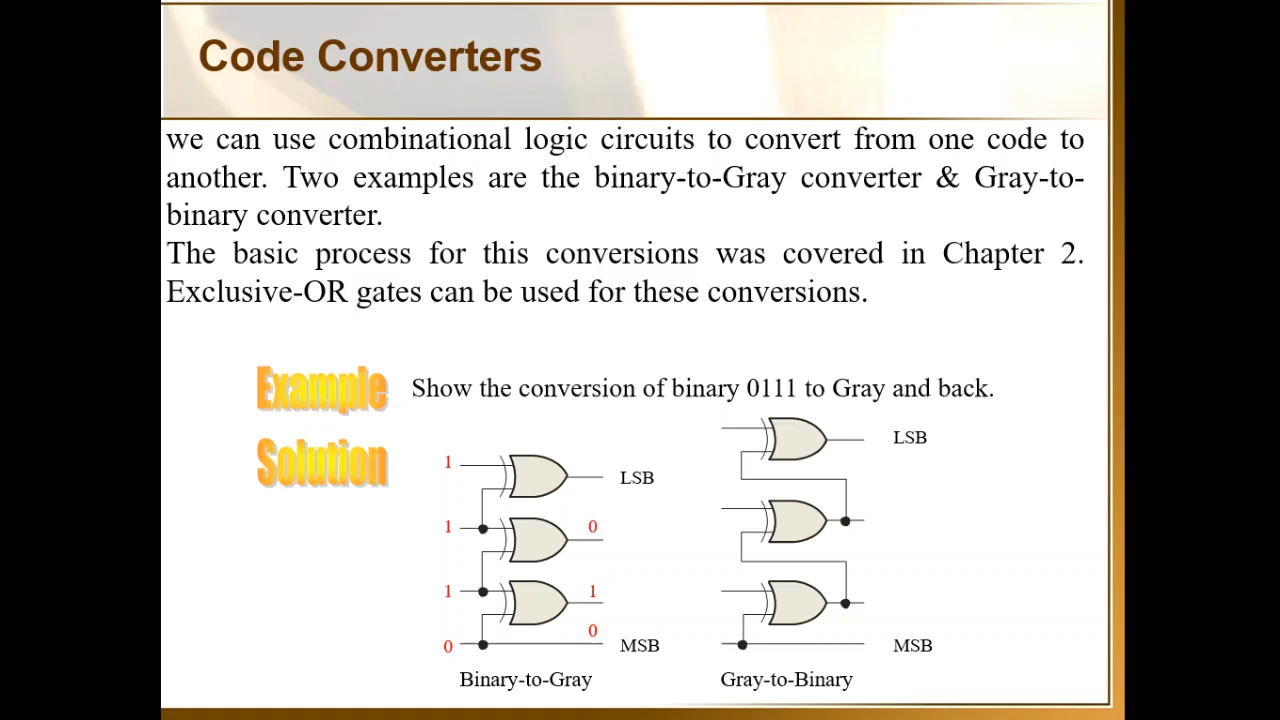 Code Converters
we can use combinational logic circuits to convert from one code to
another. Two examples are the binary-to-Gray converter & Gray-to-
binary converter.
The basic process for this conversions was covered in Chapter 2.
Exclusive-OR gates can be used for these conversions.
Example
Show the conversion of binary 0111 to Gray and back.
Solution
LSB
1
LSB
1
0
1
1
0
0
MSB
MSB
Binary-to-Gray
Gray-to-Binary